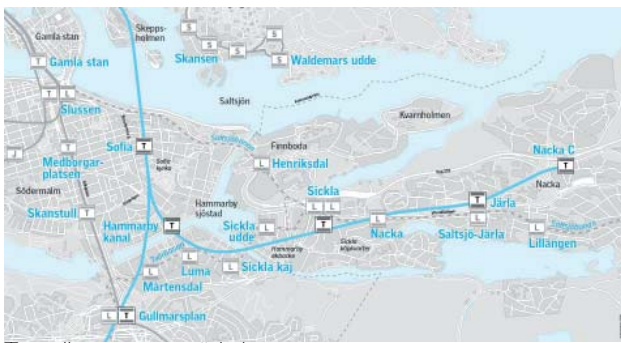 Gamla stan
T
Gamla stan
T
L
Slussen
J
T
Medborgar-
platsen
Södermalm
Skanstull
T
Skepps-
holmen
S
S
Skansen
S
S
S
Waldemars udde
Saltsjön
Kvarnholmen
Finnboda
L
Henriksdal
Sofia
T
Sofia
kyrka
Hammarby
sjöstad
Hammarby
kanal
T
Sickla
L
L
T
Sickla
udde
L
Luma
L
Mårtensdal
L
L
Sickla kaj
Nacka
L
Nacka C
T
Nacka
T
Järla
L
Saltsjö-Järla
L
Lillängen
L
T
Gullmarsplan